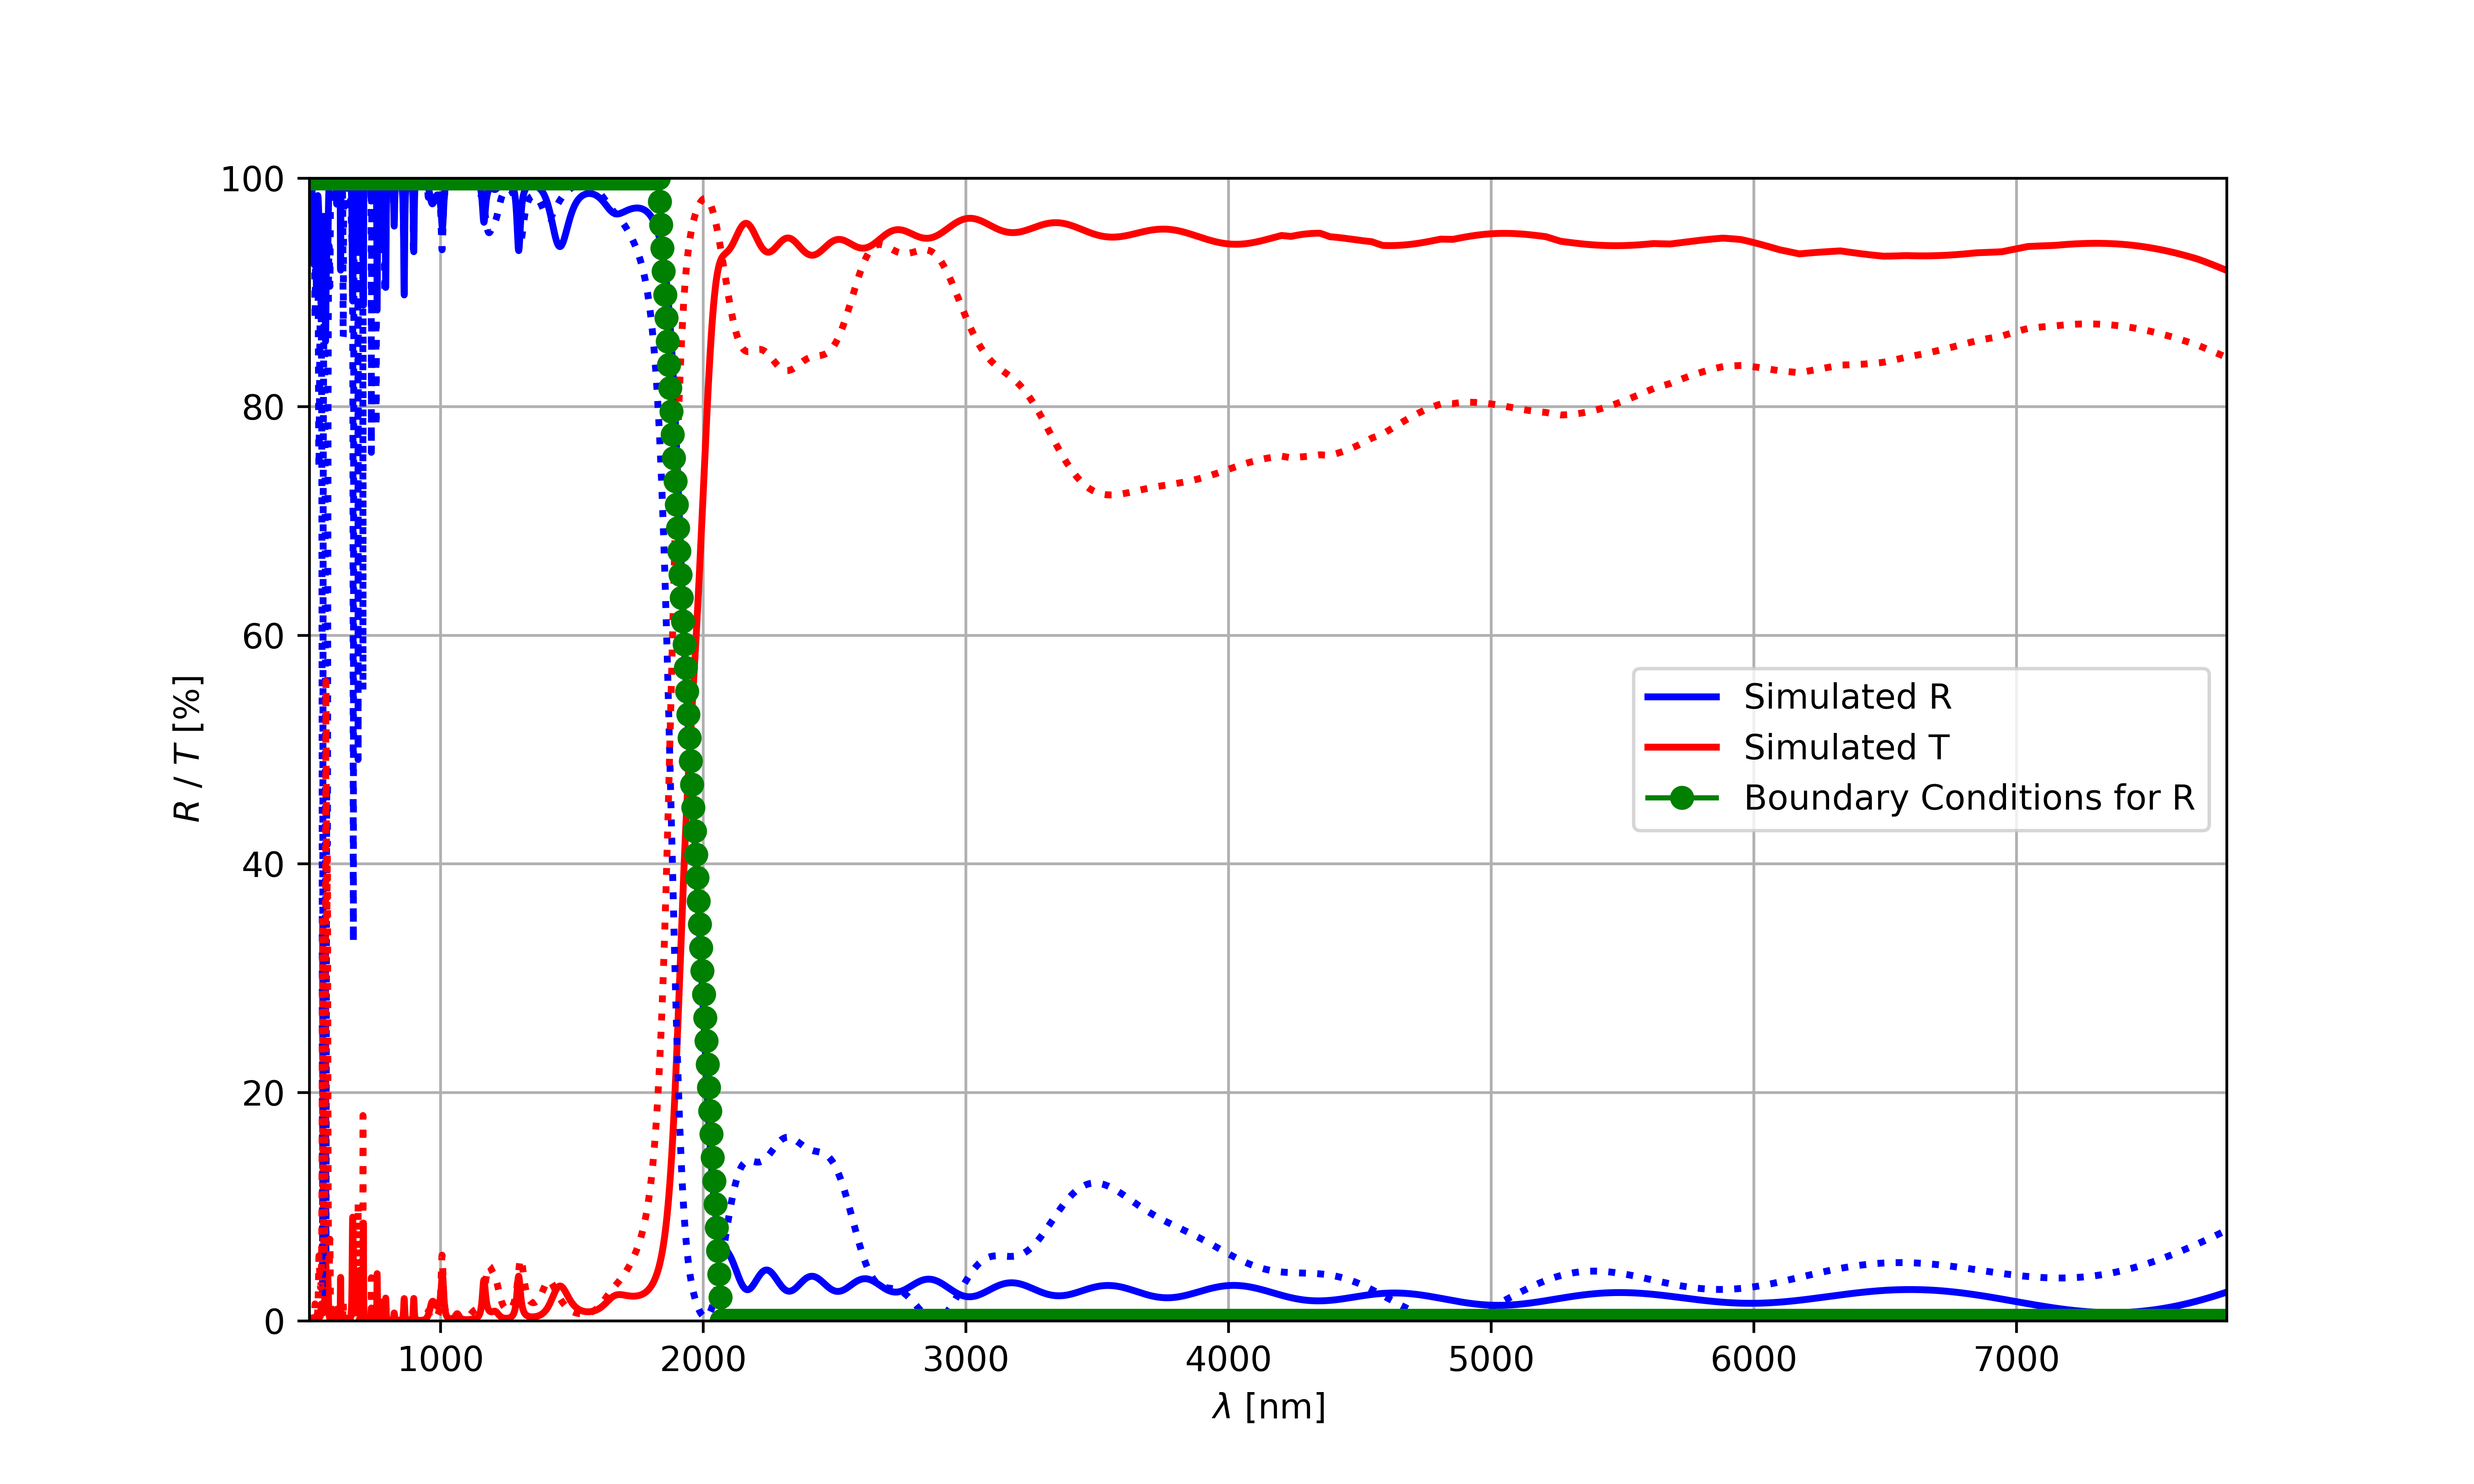 100
80
60
40
20
0
R / T [%]
1000 2000 3000 4000 5000 6000 7000
λ [nm]
Simulated R
Simulated T
Boundary Conditions for R